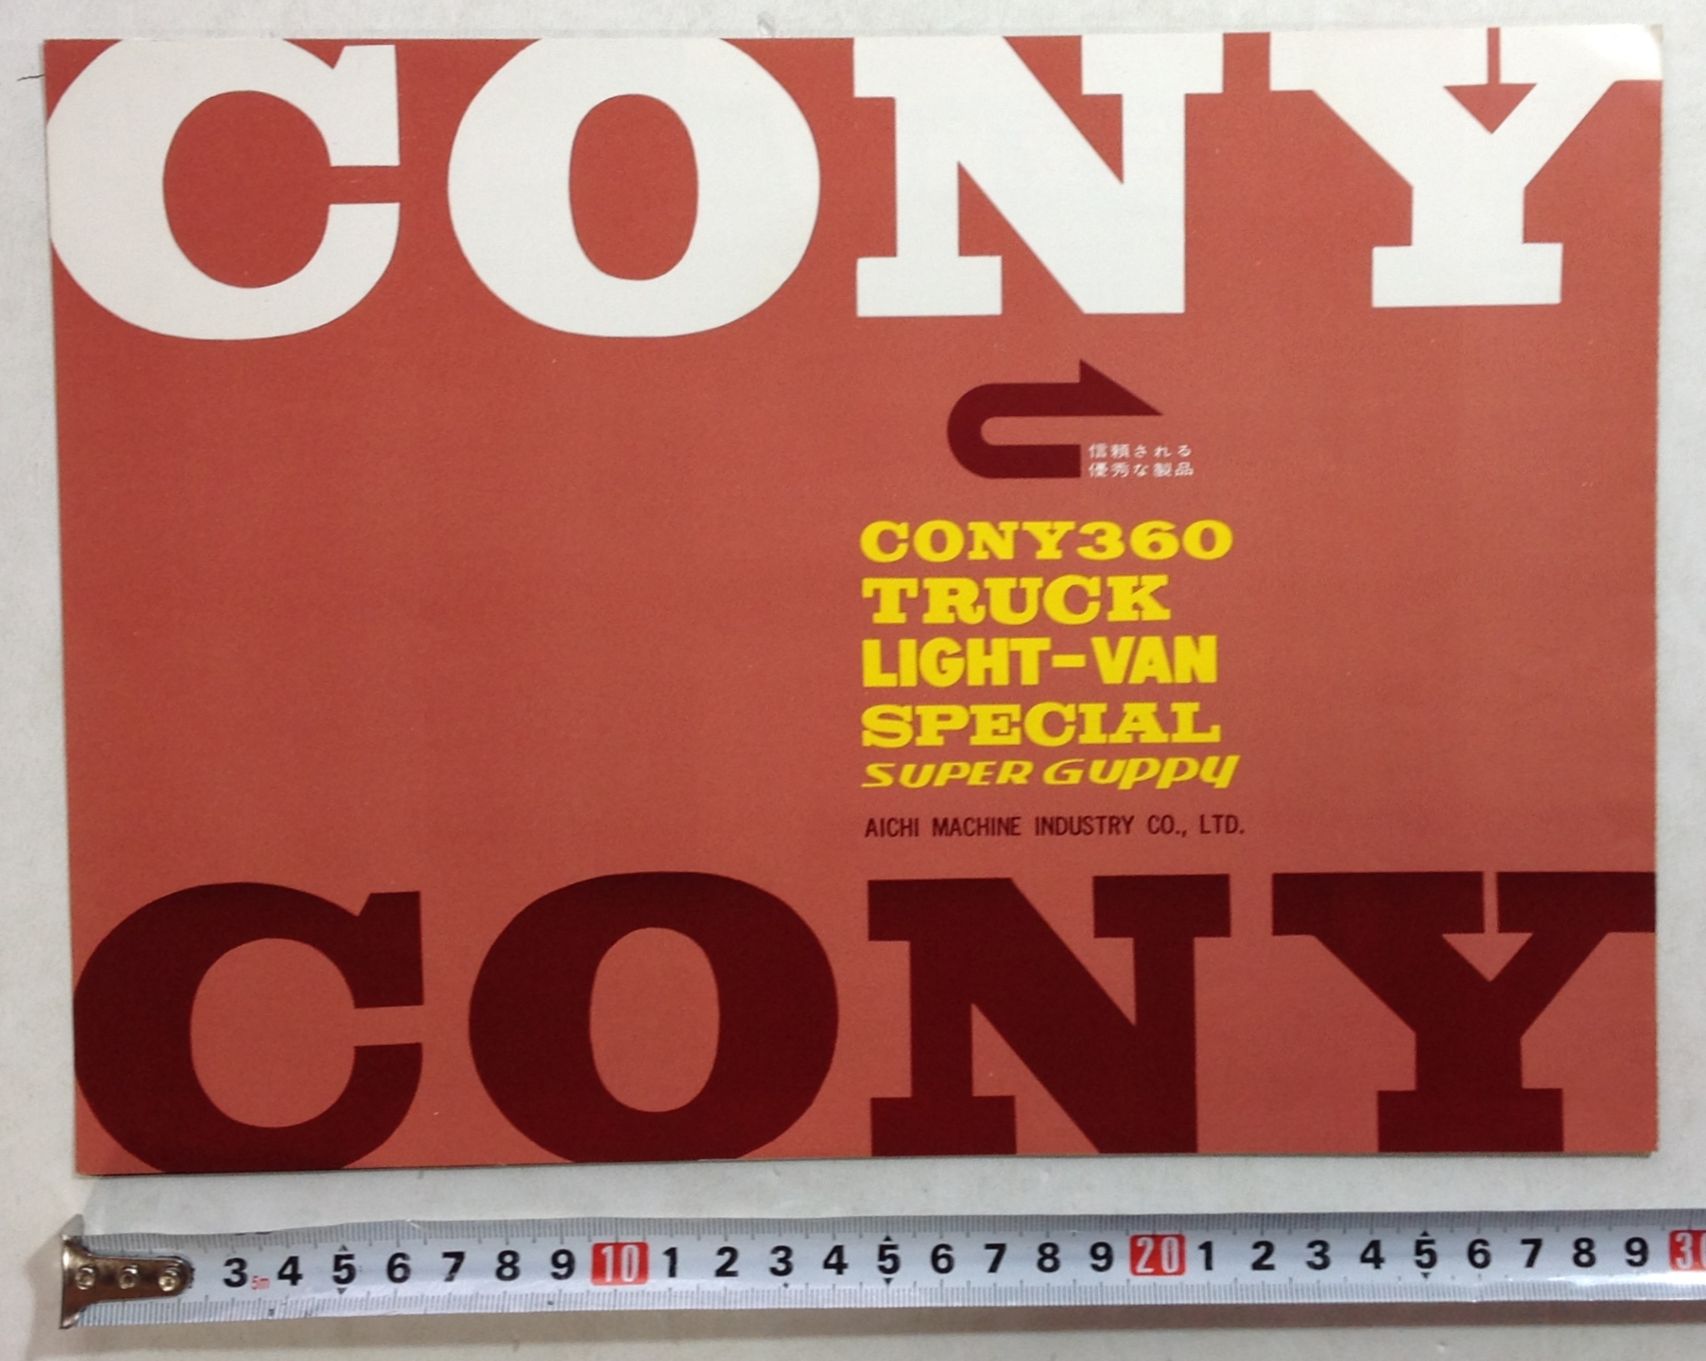 CONY
信頼される
優秀な製品
CONY360
TRUCK
LIGHT-VAN
SPECIAL
SUPER GUPPY
AICHI MACHINE INDUSTRY CO., LTD.
CONY
3 5m 4 5 6 7 8 9 10 1 2 3 4 5 6 7 8 9 20 1 2 3 4 5 6 7 8 9 30